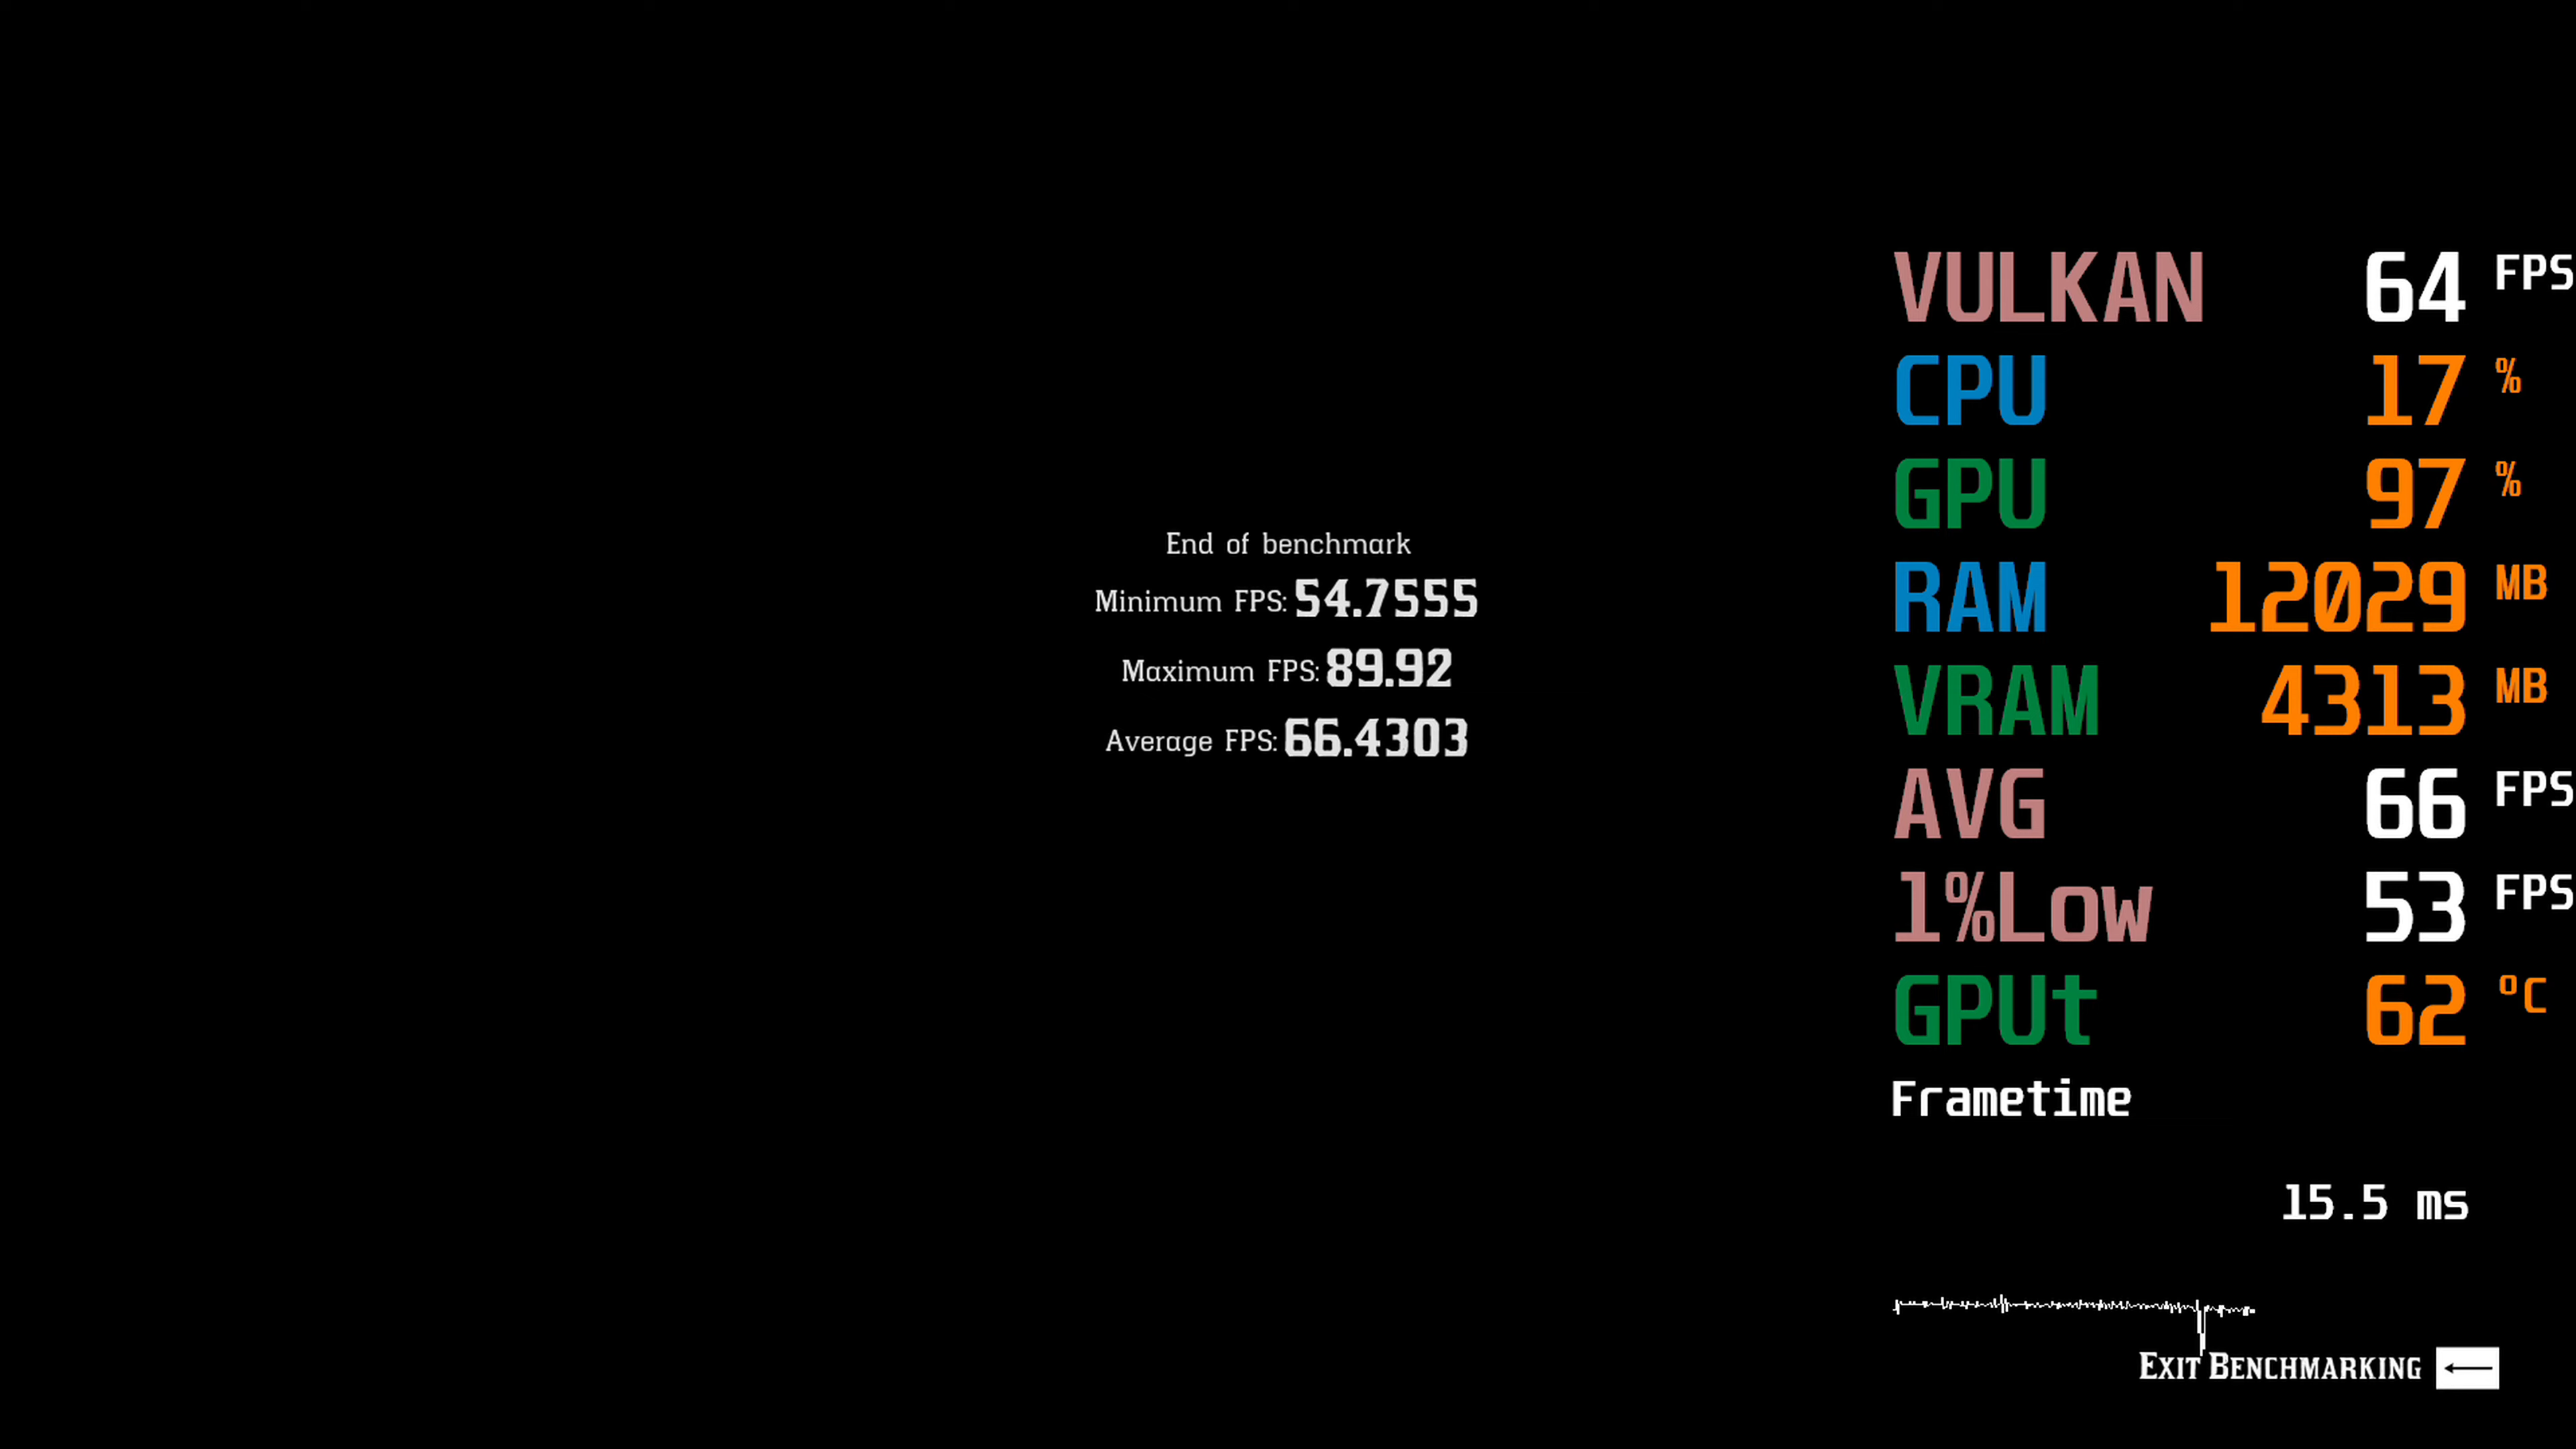 End of benchmark
Minimum FPS: 54.7555
Maximum FPS: 89.92
Average FPS: 66.4303
VULKAN 64 FPS
CPU 17 %
GPU 97 %
RAM 12029 MB
VRAM 4313 MB
AVG 66 FPS
1%Low 53 FPS
GPUt 62 °C
Frametime
15.5 ms
EXIT BENCHMARKING